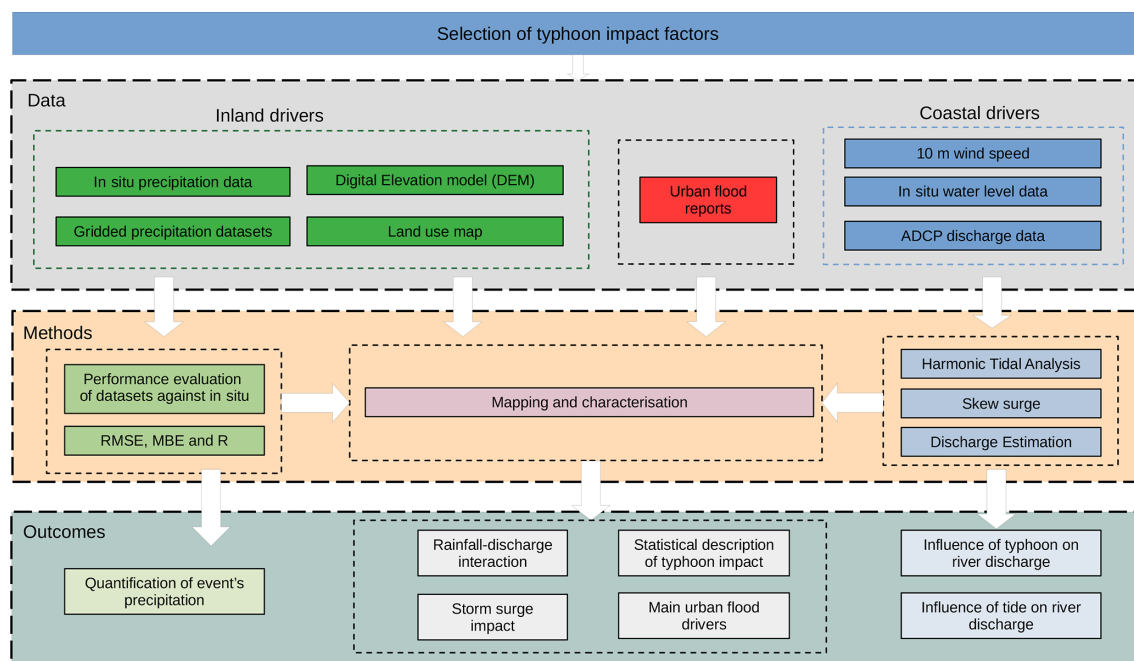 Selection of typhoon impact factors
Data
Inland drivers
Coastal drivers
In situ precipitation data
Digital Elevation model (DEM)
Gridded precipitation datasets
Land use map
Urban flood
reports
10 m wind speed
In situ water level data
ADCP discharge data
Methods
Performance evaluation
of datasets against in situ
RMSE, MBE and R
Mapping and characterisation
Harmonic Tidal Analysis
Skew surge
Discharge Estimation
Outcomes
Quantification of event's
precipitation
Rainfall-discharge
interaction
Statistical description
of typhoon impact
Storm surge
impact
Main urban flood
drivers
Influence of typhoon on
river discharge
Influence of tide on river
discharge